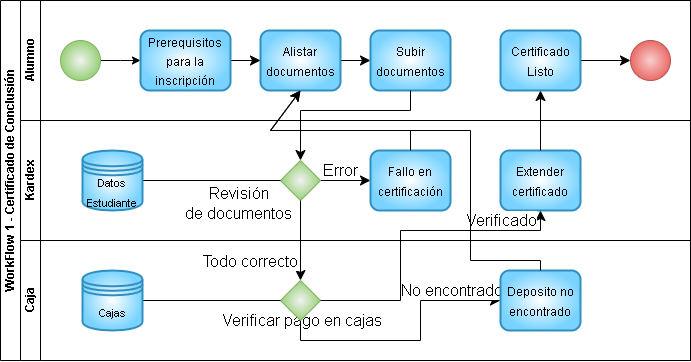 WorkFlow 1 - Certificado de Conclusión
Alumno
Prerequisitos
para la
inscripción
Alistar
documentos
Subir
documentos
Certificado
Listo
Kardex
Datos
Estudiante
Revisión
de documentos
Error
Fallo en
certificación
Extender
certificado
Verificado
Todo correcto
Caja
Cajas
Verificar pago en cajas
No encontrado
Deposito no
encontrado